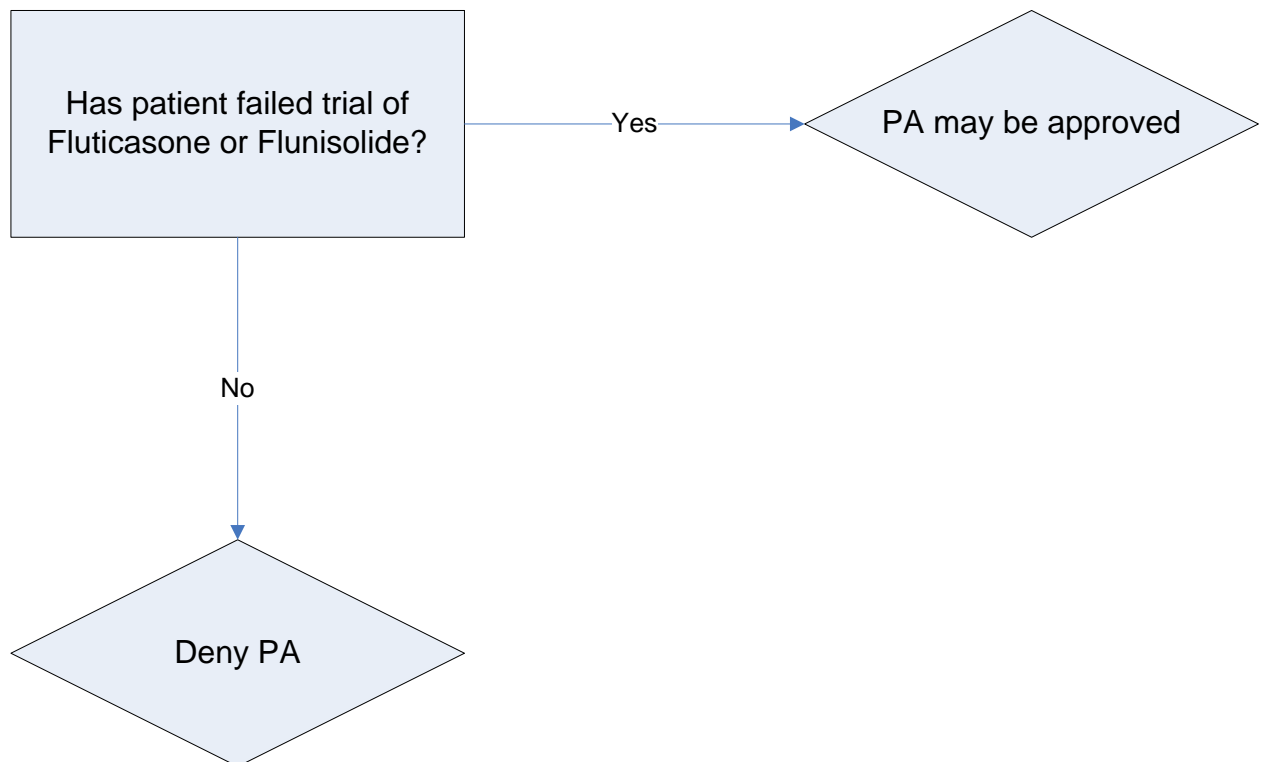 Has patient failed trial of
Fluticasone or Flunisolide?
Yes
PA may be approved
No
Deny PA